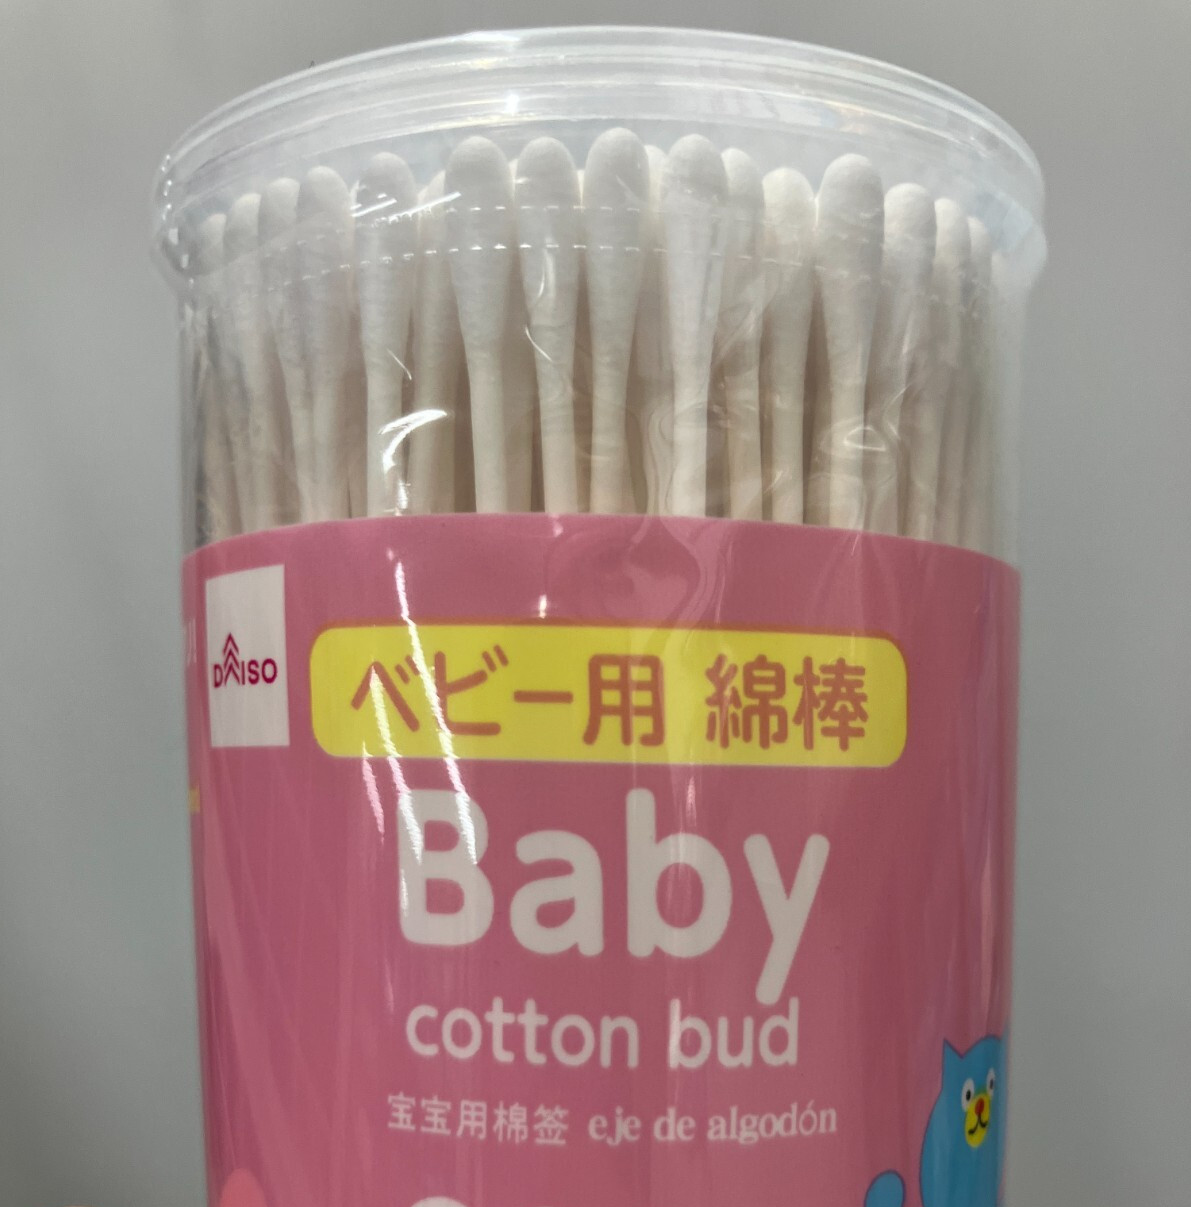 DAISO
ベビー用 綿棒
Baby
cotton bud
宝宝用棉签 eje de algodón